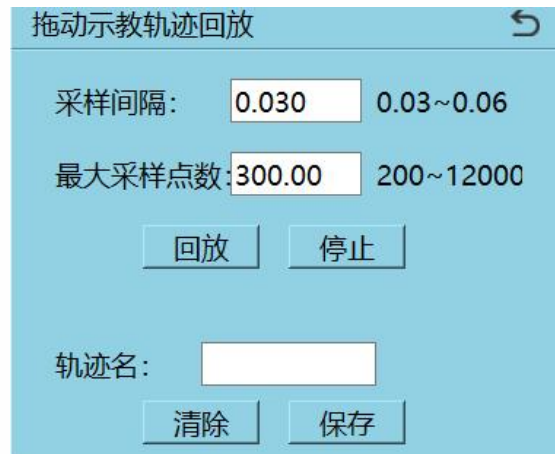 拖动示教轨迹回放
采样间隔： 0.030 0.03~0.06
最大采样点数: 300.00 200~12000
回放 停止
轨迹名：
清除 保存